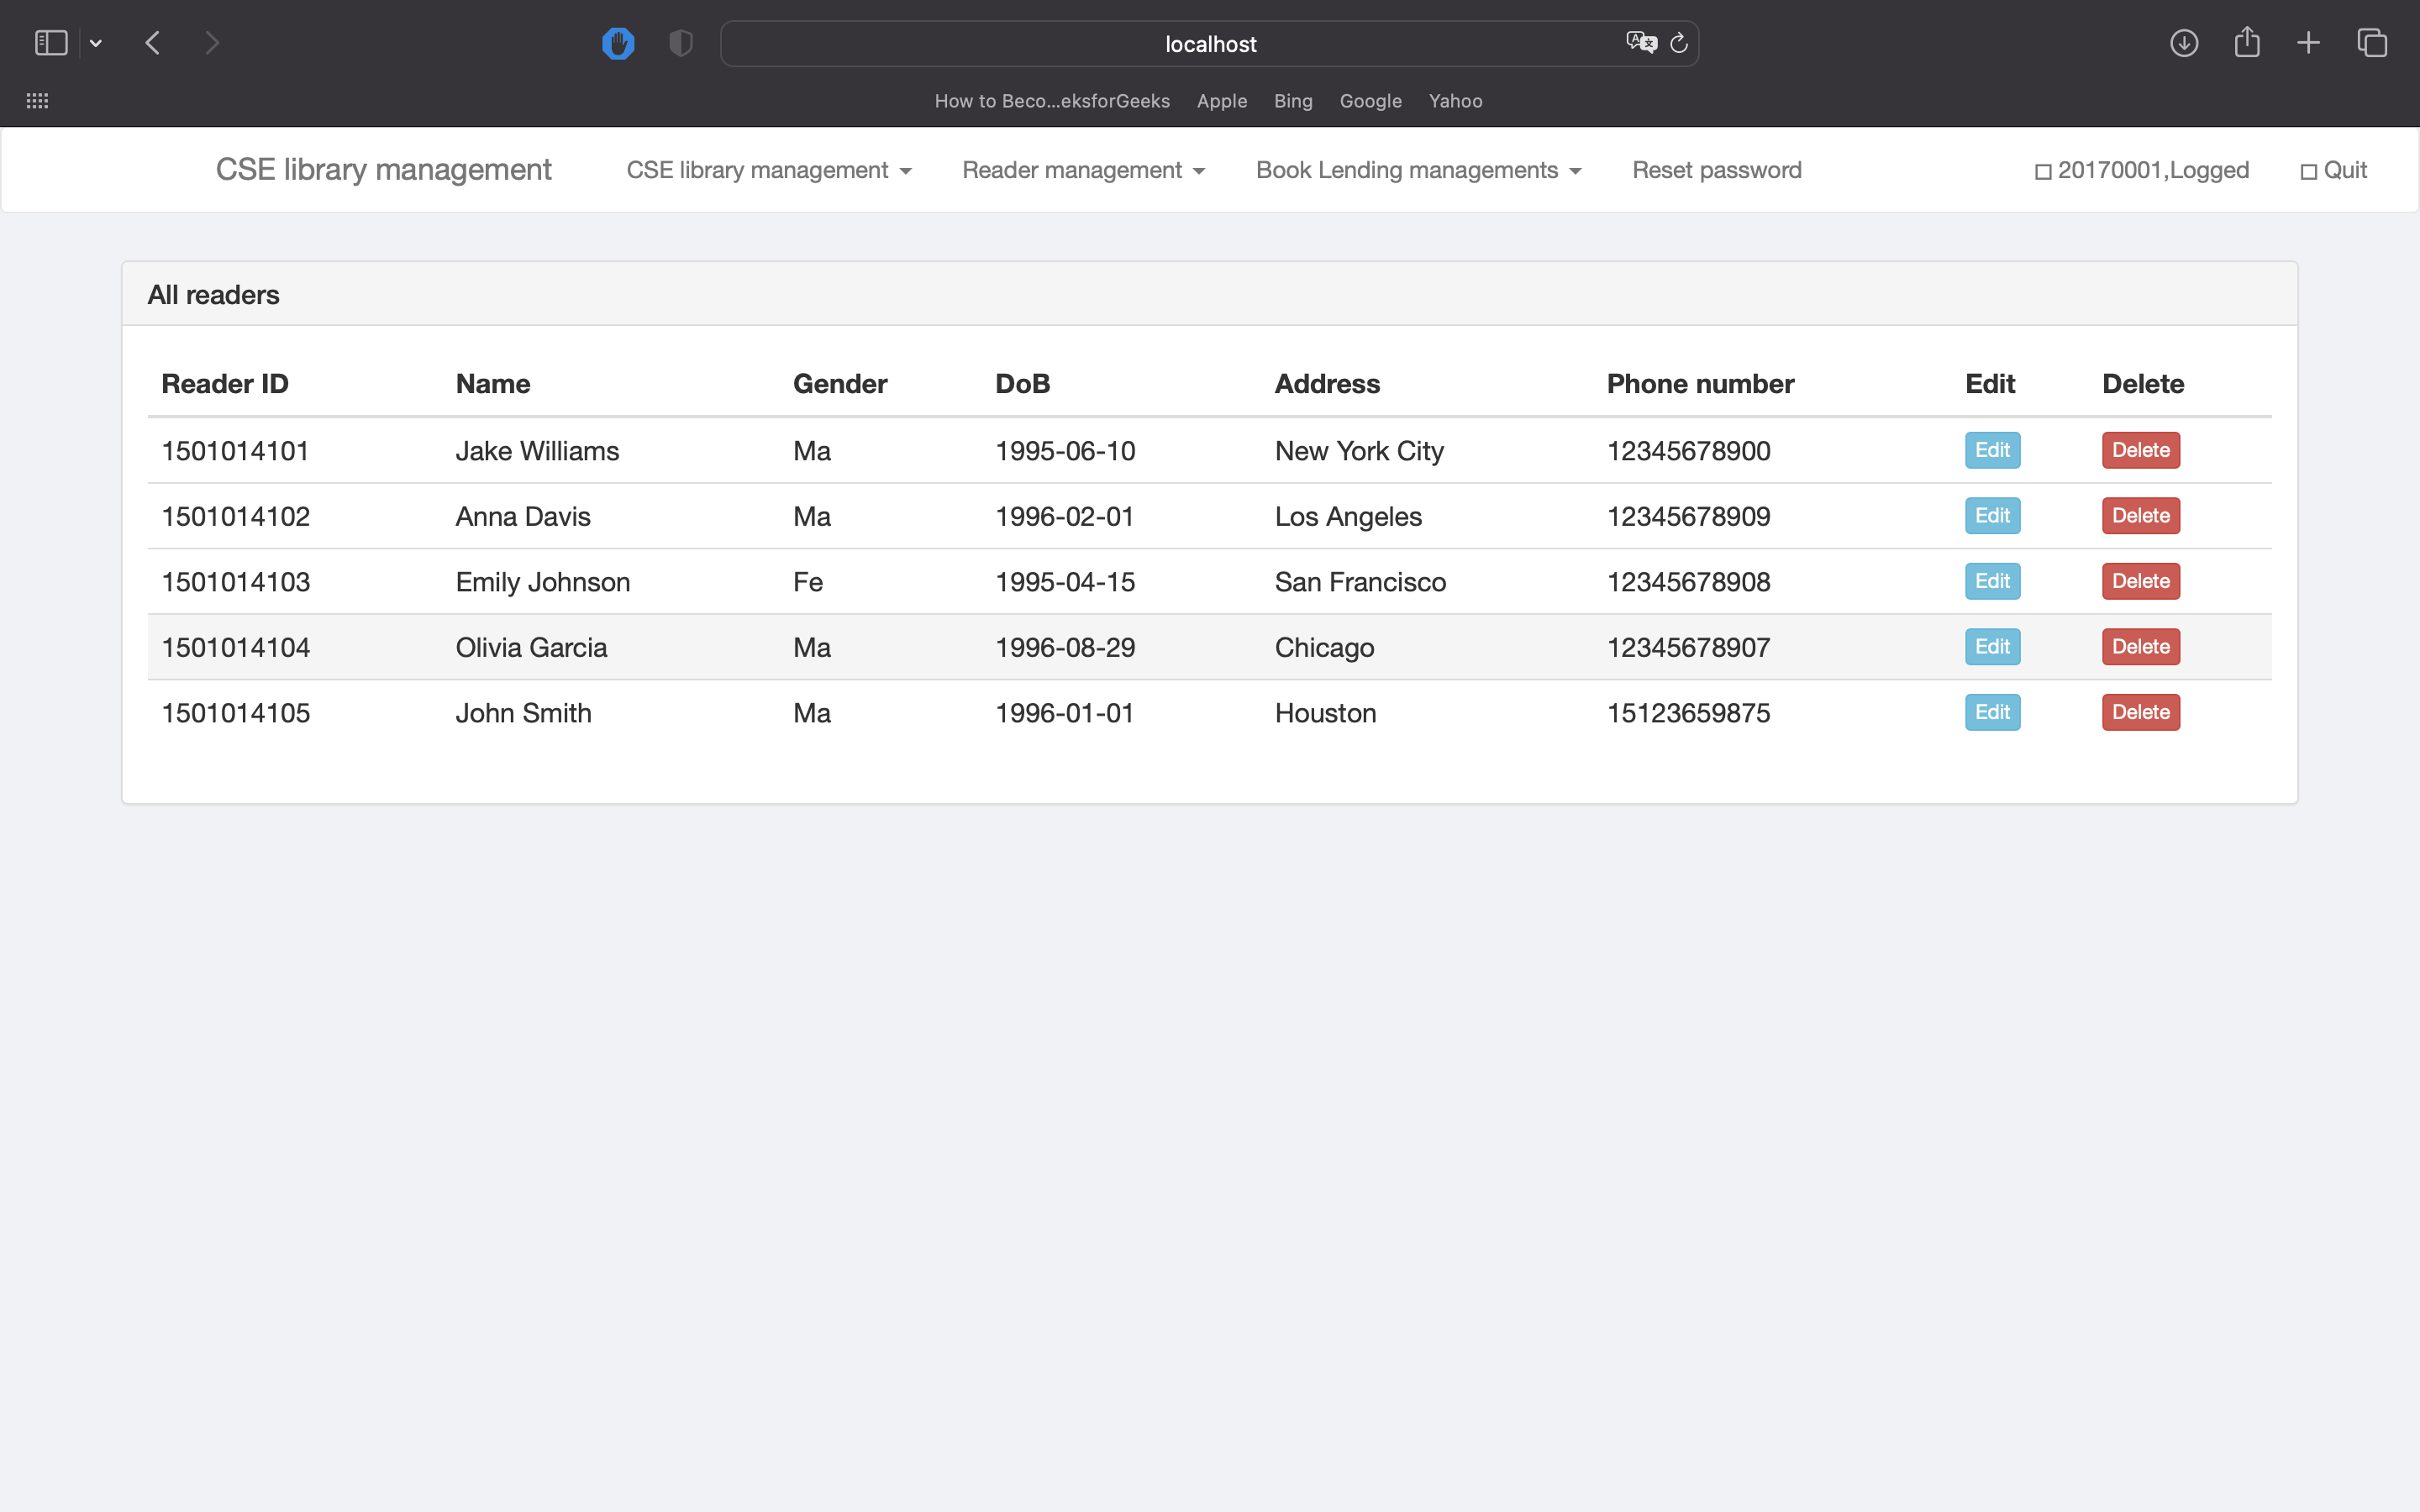 localhost
How to Beco...eksforGeeks Apple Bing Google Yahoo
CSE library management CSE library management Reader management Book Lending managements Reset password 20170001,Logged Quit
All readers
Reader ID Name Gender DoB Address Phone number Edit Delete
1501014101 Jake Williams Ma 1995-06-10 New York City 12345678900 Edit Delete
1501014102 Anna Davis Ma 1996-02-01 Los Angeles 12345678909 Edit Delete
1501014103 Emily Johnson Fe 1995-04-15 San Francisco 12345678908 Edit Delete
1501014104 Olivia Garcia Ma 1996-08-29 Chicago 12345678907 Edit Delete
1501014105 John Smith Ma 1996-01-01 Houston 15123659875 Edit Delete